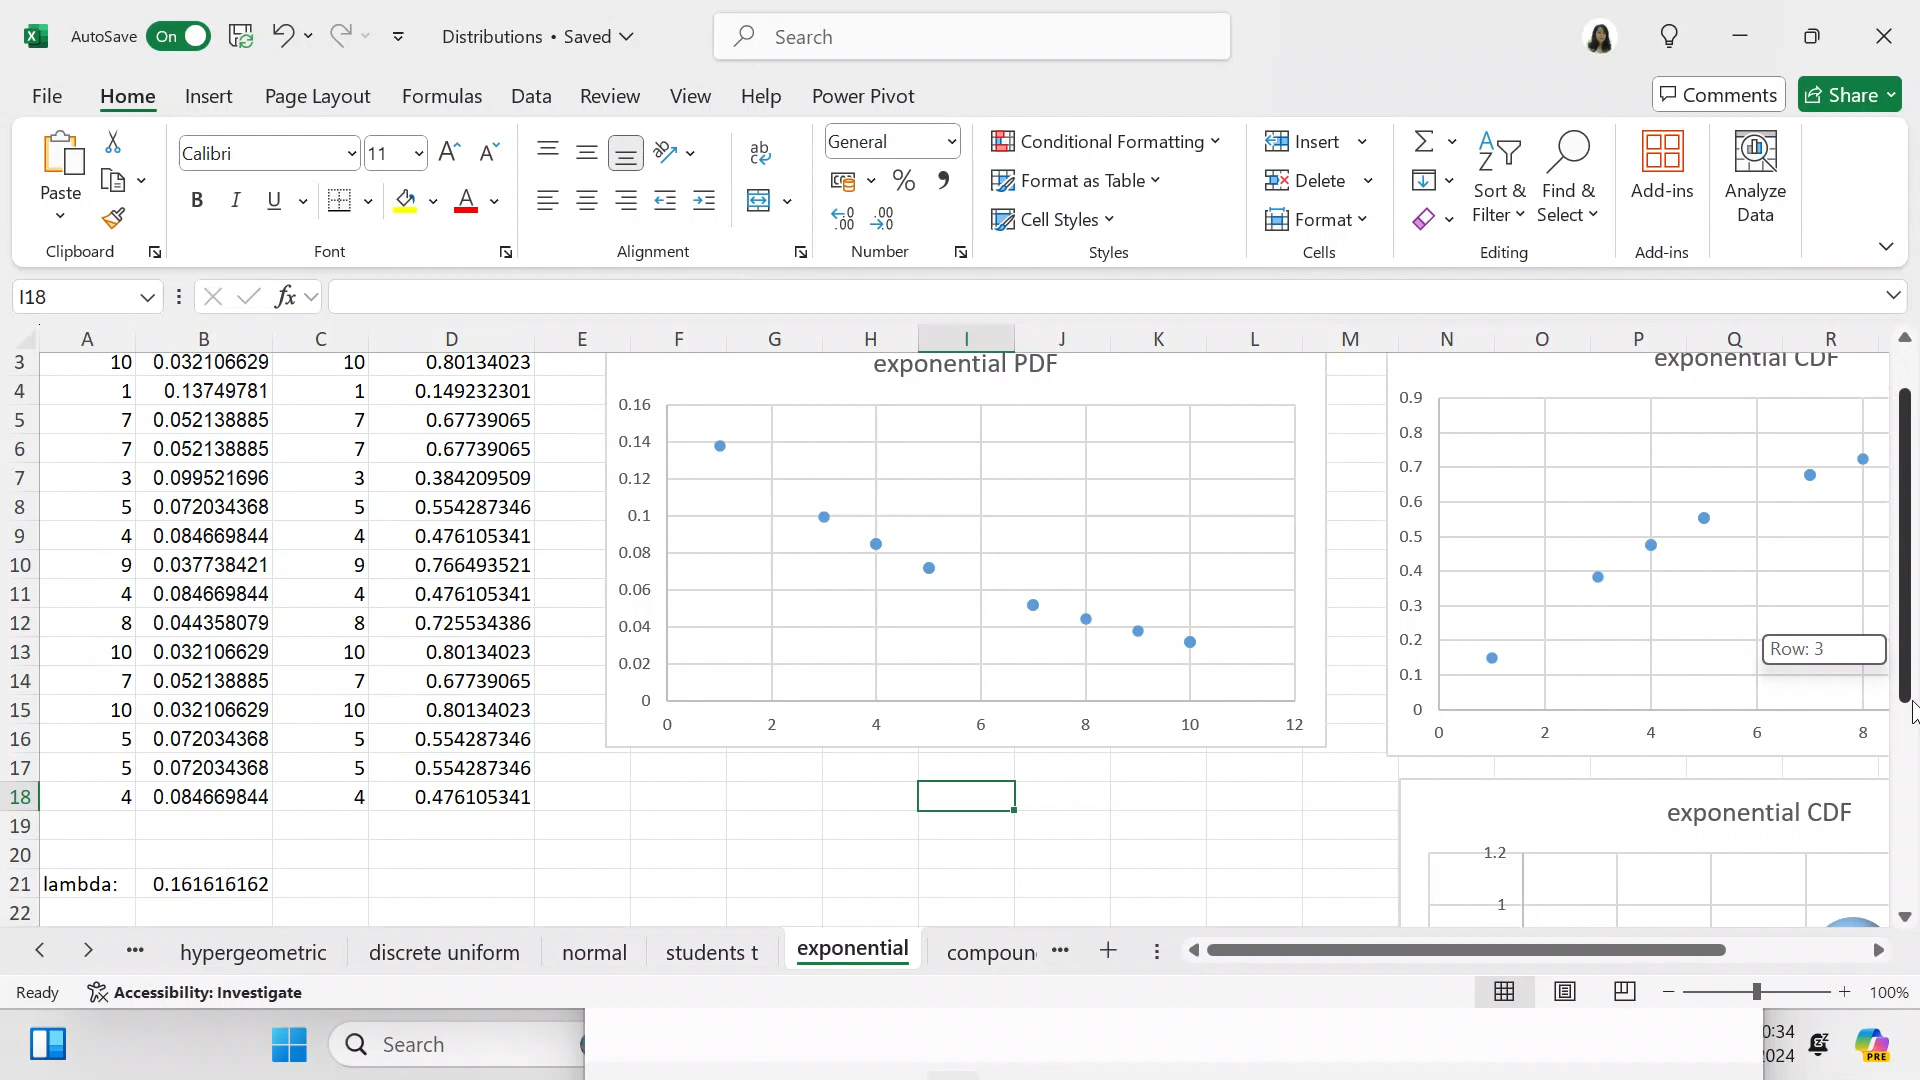 AutoSave On Distributions • Saved Search
File Home Insert Page Layout Formulas Data Review View Help Power Pivot Comments Share
Paste Calibri 11 B I U General Conditional Formatting Format as Table Cell Styles Insert Delete Format Sort & Filter Find & Select Add-ins Analyze Data
Clipboard Font Alignment Number Styles Cells Editing Add-ins
I18 fx
A B C D E F G H I J K L M N O P Q R
3 10 0.032106629 10 0.80134023
4 1 0.13749781 1 0.149232301
5 7 0.052138885 7 0.67739065
6 7 0.052138885 7 0.67739065
7 3 0.099521696 3 0.384209509
8 5 0.072034368 5 0.554287346
9 4 0.084669844 4 0.476105341
10 9 0.037738421 9 0.766493521
11 4 0.084669844 4 0.476105341
12 8 0.044358079 8 0.725534386
13 10 0.032106629 10 0.80134023
14 7 0.052138885 7 0.67739065
15 10 0.032106629 10 0.80134023
16 5 0.072034368 5 0.554287346
17 5 0.072034368 5 0.554287346
18 4 0.084669844 4 0.476105341
19
20
21 lambda: 0.161616162
22
exponential PDF
0.16
0.14
0.12
0.1
0.08
0.06
0.04
0.02
0
0 2 4 6 8 10 12
exponential CDF
0.9
0.8
0.7
0.6
0.5
0.4
0.3
0.2
0.1
0
0 2 4 6 8
Row: 3
exponential CDF
1.2
1
hypergeometric discrete uniform normal students t exponential compoun
Ready Accessibility: Investigate 100%
Search
0:34
2024
PRE